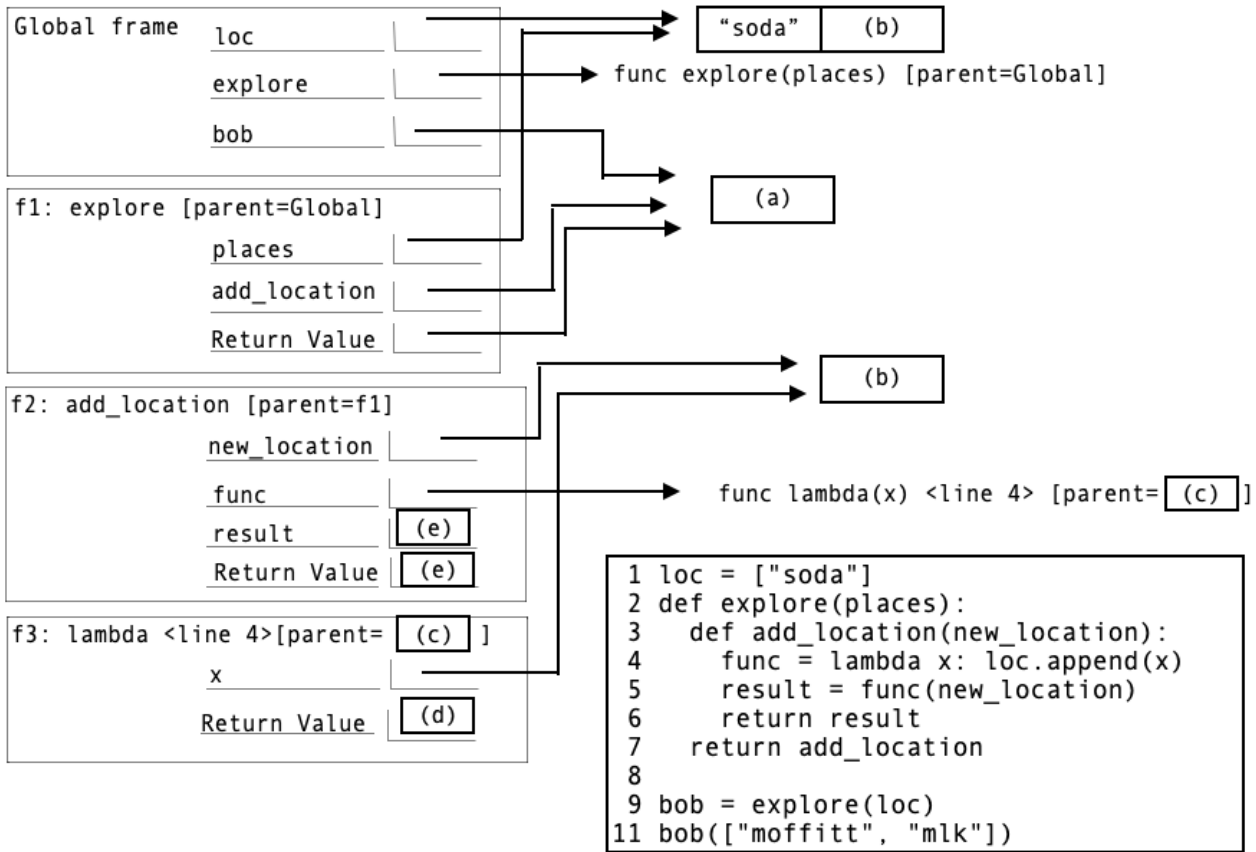 Global frame
loc
“soda” (b)
explore
func explore(places) [parent=Global]
bob
(a)
f1: explore [parent=Global]
places
add_location
Return Value
(b)
f2: add_location [parent=f1]
new_location
func
func lambda(x) <line 4> [parent= (c) ]
result (e)
Return Value (e)
f3: lambda <line 4>[parent= (c) ]
x
Return Value (d)
1 loc = ["soda"]
2 def explore(places):
3   def add_location(new_location):
4     func = lambda x: loc.append(x)
5     result = func(new_location)
6     return result
7   return add_location
8
9 bob = explore(loc)
11 bob(["moffitt", "mlk"])